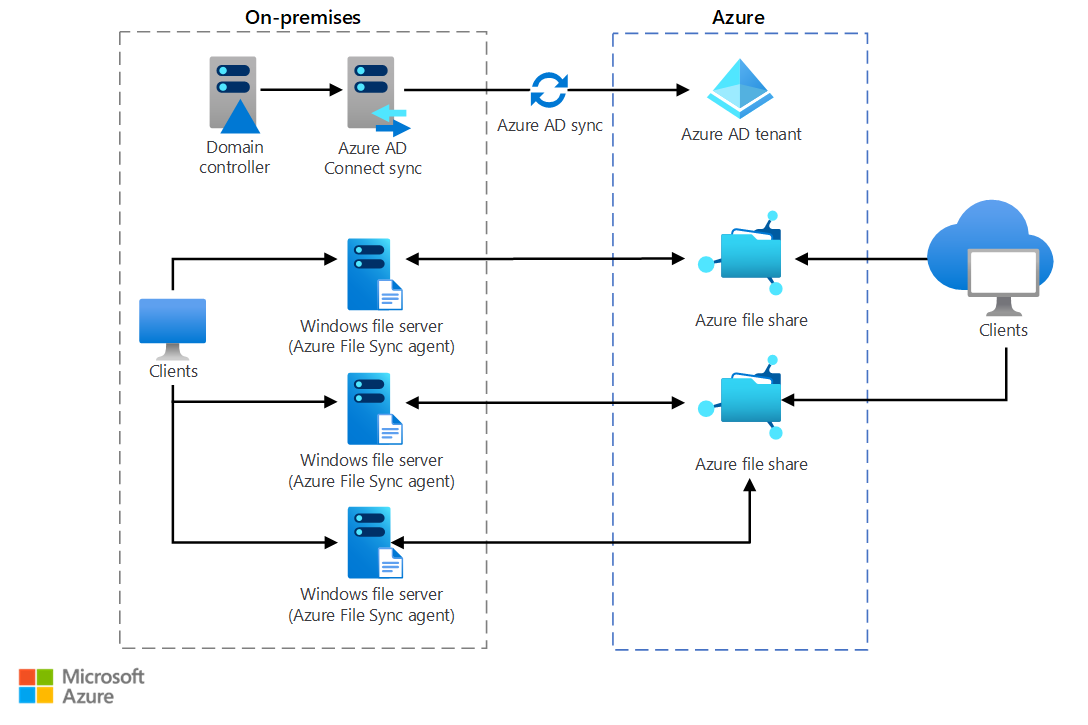 On-premises
Azure
Domain
controller
Azure AD
Connect sync
Azure AD sync
Azure AD tenant
Windows file server
(Azure File Sync agent)
Azure file share
Clients
Clients
Windows file server
(Azure File Sync agent)
Azure file share
Windows file server
(Azure File Sync agent)
Microsoft
Azure